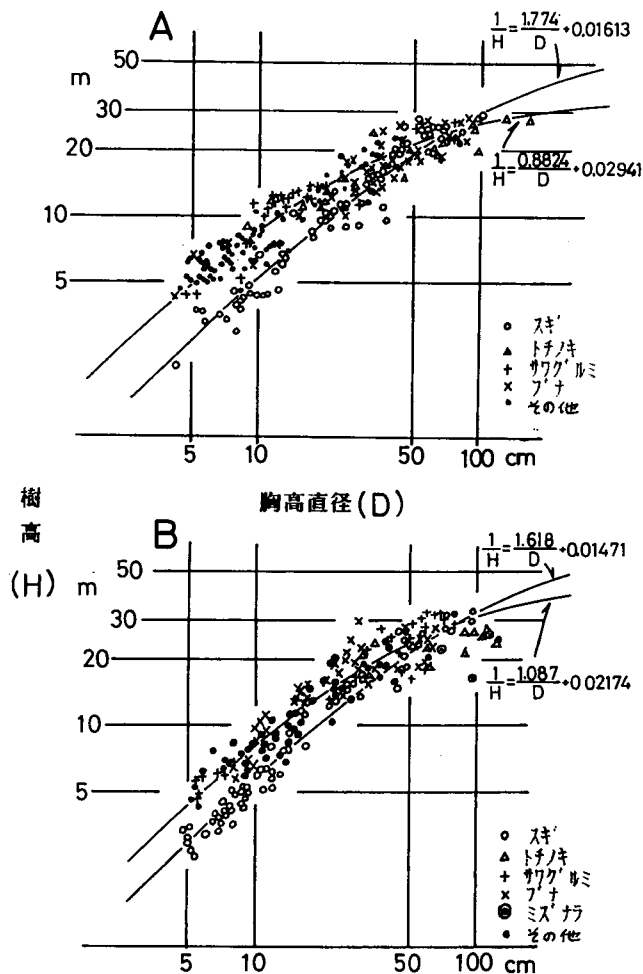 A
1/H=1.774/D+0.01613
m
50
30
20
10
5
1/H=0.8824/D+0.02941
スギ
トチノキ
サワグルミ
ブナ
その他
5 10 50 100 cm
樹高(H)
胸高直径(D)
B
1/H=1.618/D+0.01471
m
50
30
20
10
5
1/H=1.087/D+0.02174
スギ
トチノキ
サワグルミ
ブナ
ミズナラ
その他
5 10 50 100 cm